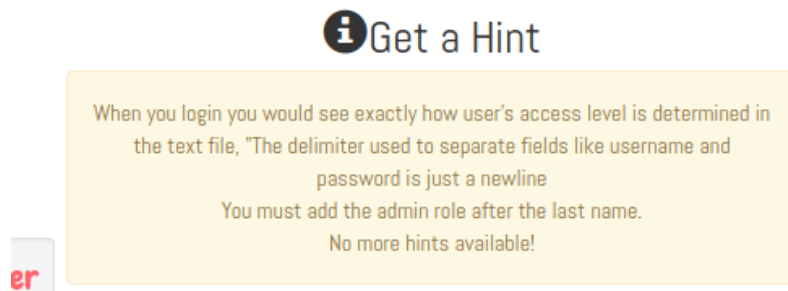 Get a Hint
When you login you would see exactly how user's access level is determined in
the text file, "The delimiter used to separate fields like username and
password is just a newline
You must add the admin role after the last name.
No more hints available!
er